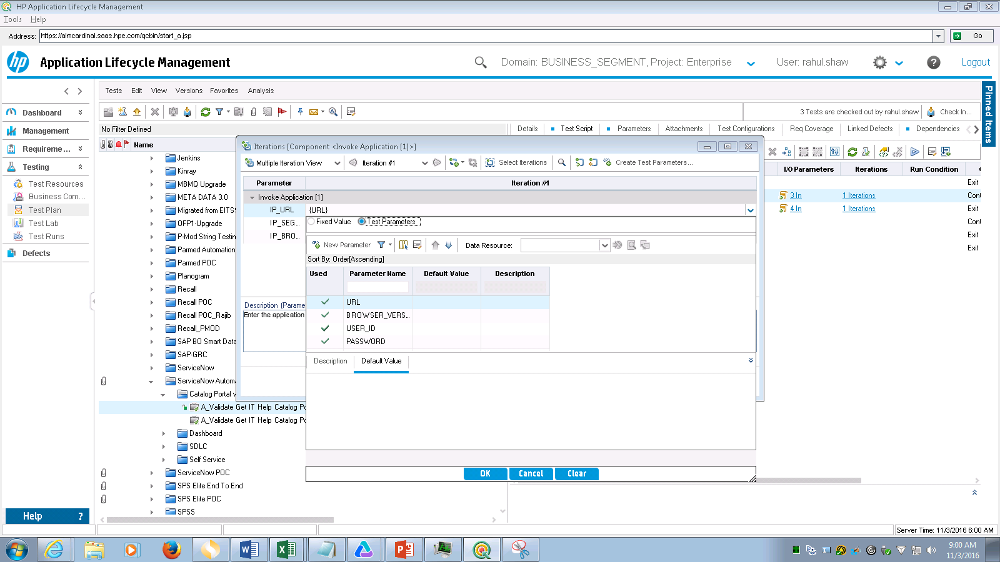 HP Application Lifecycle Management
Tools Help
Address: https://almcardinal.saas.hpe.com/qcbin/start_a.jsp Go
hp Application Lifecycle Management Domain: BUSINESS_SEGMENT, Project: Enterprise User: rahul.shaw ? Logout
Pinned Items
Tests Edit View Versions Favorites Analysis
Dashboard
Management
Requireme...
Testing
Test Resources
Business Com...
Test Plan
Test Lab
Test Runs
Defects
Help ?
3 Tests are checked out by rahul.shaw Check In...
No Filter Defined
Details Test Script Parameters Attachments Test Configurations Req Coverage Linked Defects Dependencies
Name
Jenkins
Kinray
MBMQ Upgrade
META DATA 3.0
Migrated from EITSS
OFP1-Upgrade
P-Mod String Testin
Parmed Automation
Parmed POC
Planogram
Recall
Recall POC
Recall POC_Rajib
Recall_PMOD
SAP BO Smart Data
SAP-GRC
ServiceNow
ServiceNow Automa
Catalog Portal v
A_Validate Get IT Help Catalog Po
A_Validate Get IT Help Catalog Po
Dashboard
SDLC
Self Service
ServiceNow POC
SPS Elite End To End
SPS Elite POC
SPSS
Iterations [Component <Invoke Application [1]>]
Multiple Iteration View Iteration #1 Select Iterations Create Test Parameters...
Parameter Iteration #1
Invoke Application [1]
IP_URL {URL}
IP_SEG...
IP_BRO...
Fixed Value Test Parameters
New Parameter Data Resource:
Sort By: Order[Ascending]
Used Parameter Name Default Value Description
URL
BROWSER_VERS...
USER_ID
PASSWORD
Description (Parame
Enter the application
Description Default Value
OK Cancel Clear
I/O Parameters Iterations Run Condition
Exit
3 In 1 Iterations
4 In 1 Iterations
Exit
Exit
Server Time: 11/3/2016 6:00 AM
9:00 AM
11/3/2016